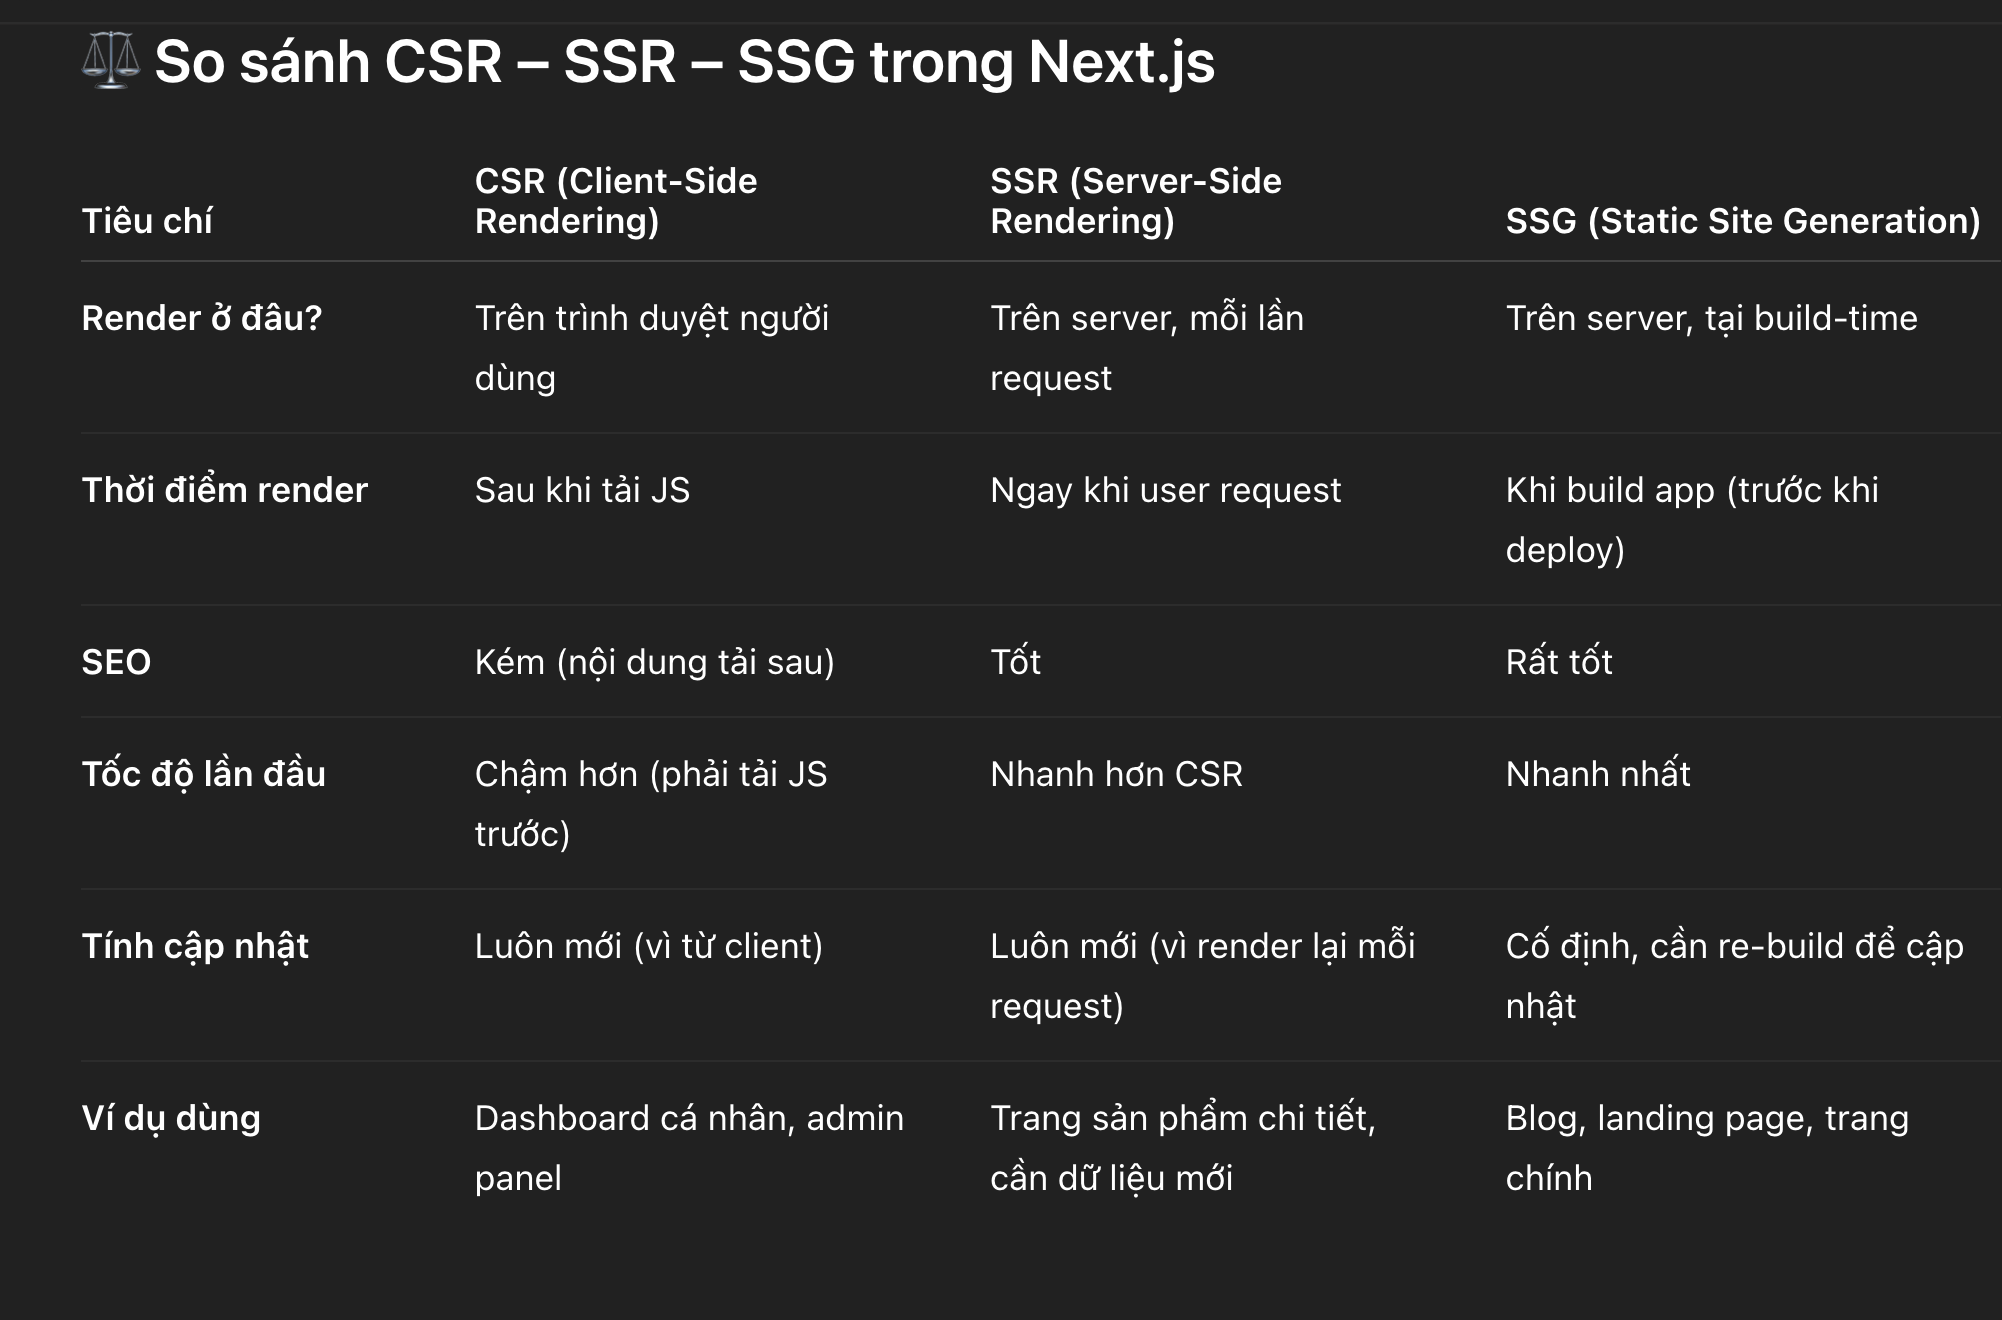 ⚖️ So sánh CSR – SSR – SSG trong Next.js
Tiêu chí
CSR (Client-Side
Rendering)
SSR (Server-Side
Rendering)
SSG (Static Site Generation)
Render ở đâu?
Trên trình duyệt người
dùng
Trên server, mỗi lần
request
Trên server, tại build-time
Thời điểm render
Sau khi tải JS
Ngay khi user request
Khi build app (trước khi
deploy)
SEO
Kém (nội dung tải sau)
Tốt
Rất tốt
Tốc độ lần đầu
Chậm hơn (phải tải JS
trước)
Nhanh hơn CSR
Nhanh nhất
Tính cập nhật
Luôn mới (vì từ client)
Luôn mới (vì render lại mỗi
request)
Cố định, cần re-build để cập
nhật
Ví dụ dùng
Dashboard cá nhân, admin
panel
Trang sản phẩm chi tiết,
cần dữ liệu mới
Blog, landing page, trang
chính